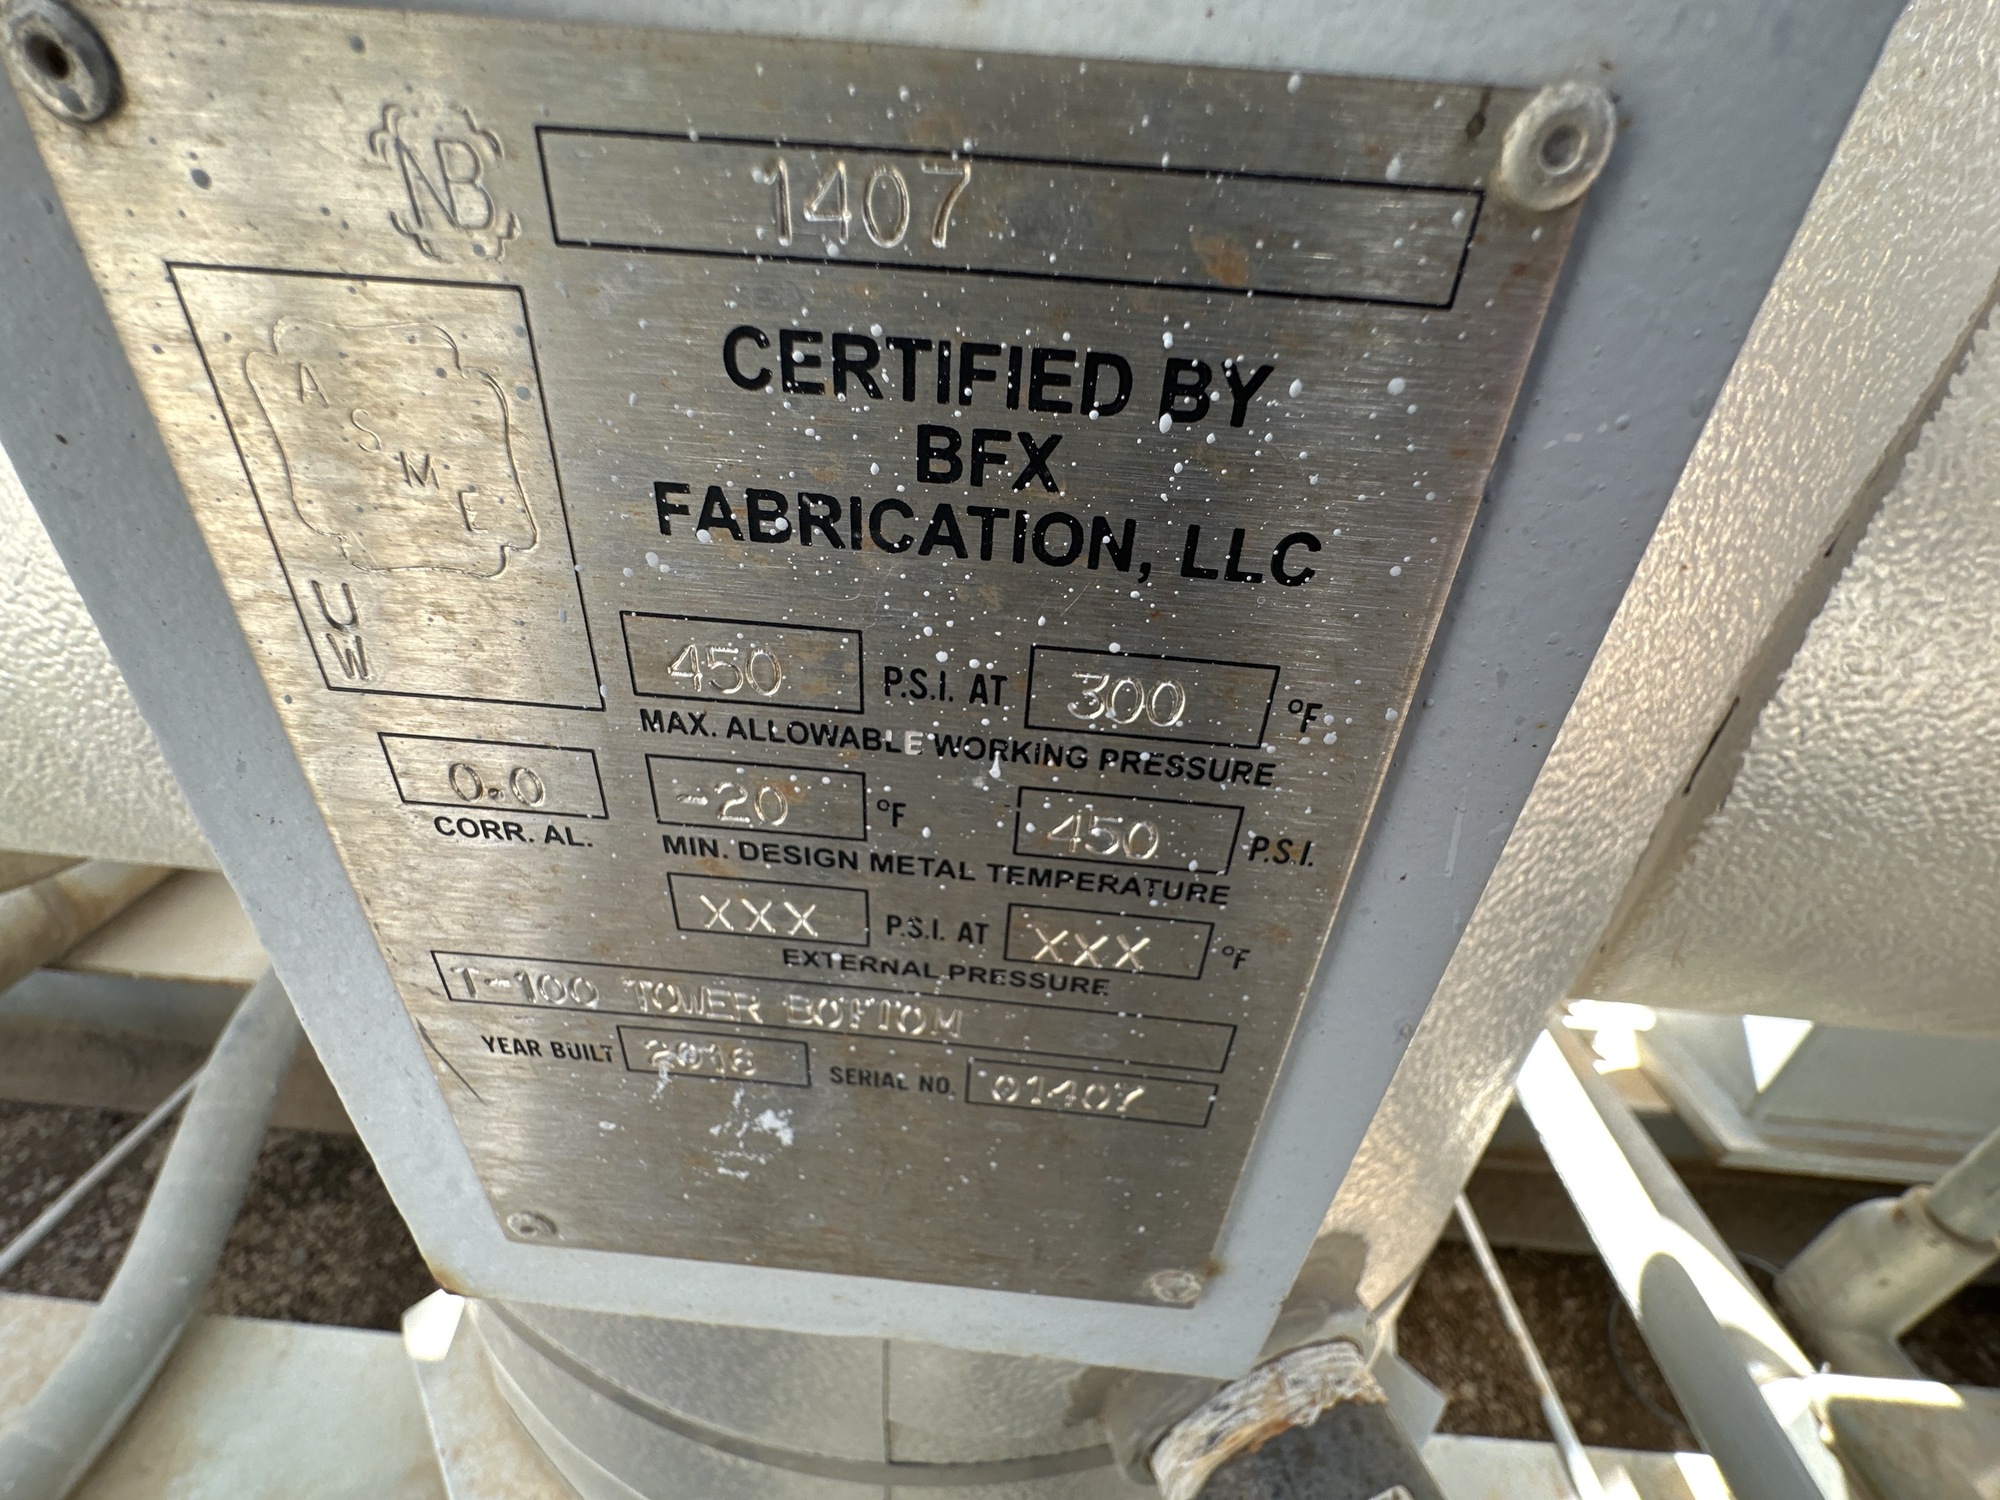 NB 1407
CERTIFIED BY
BFX
FABRICATION, LLC
A
S
M
E
U
W
450 P.S.I. AT 300 °F
MAX. ALLOWABLE WORKING PRESSURE
0.0
CORR. AL.
-20 °F 450 P.S.I.
MIN. DESIGN METAL TEMPERATURE
XXX P.S.I. AT XXX °F
EXTERNAL PRESSURE
T-100 TOWER BOTTOM
YEAR BUILT SERIAL NO. 01407